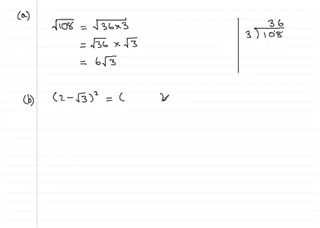 (a)
√108 = √36×3
= √36 × √3
= 6√3
36
3 ) 108
(b) (2-√3)² = (